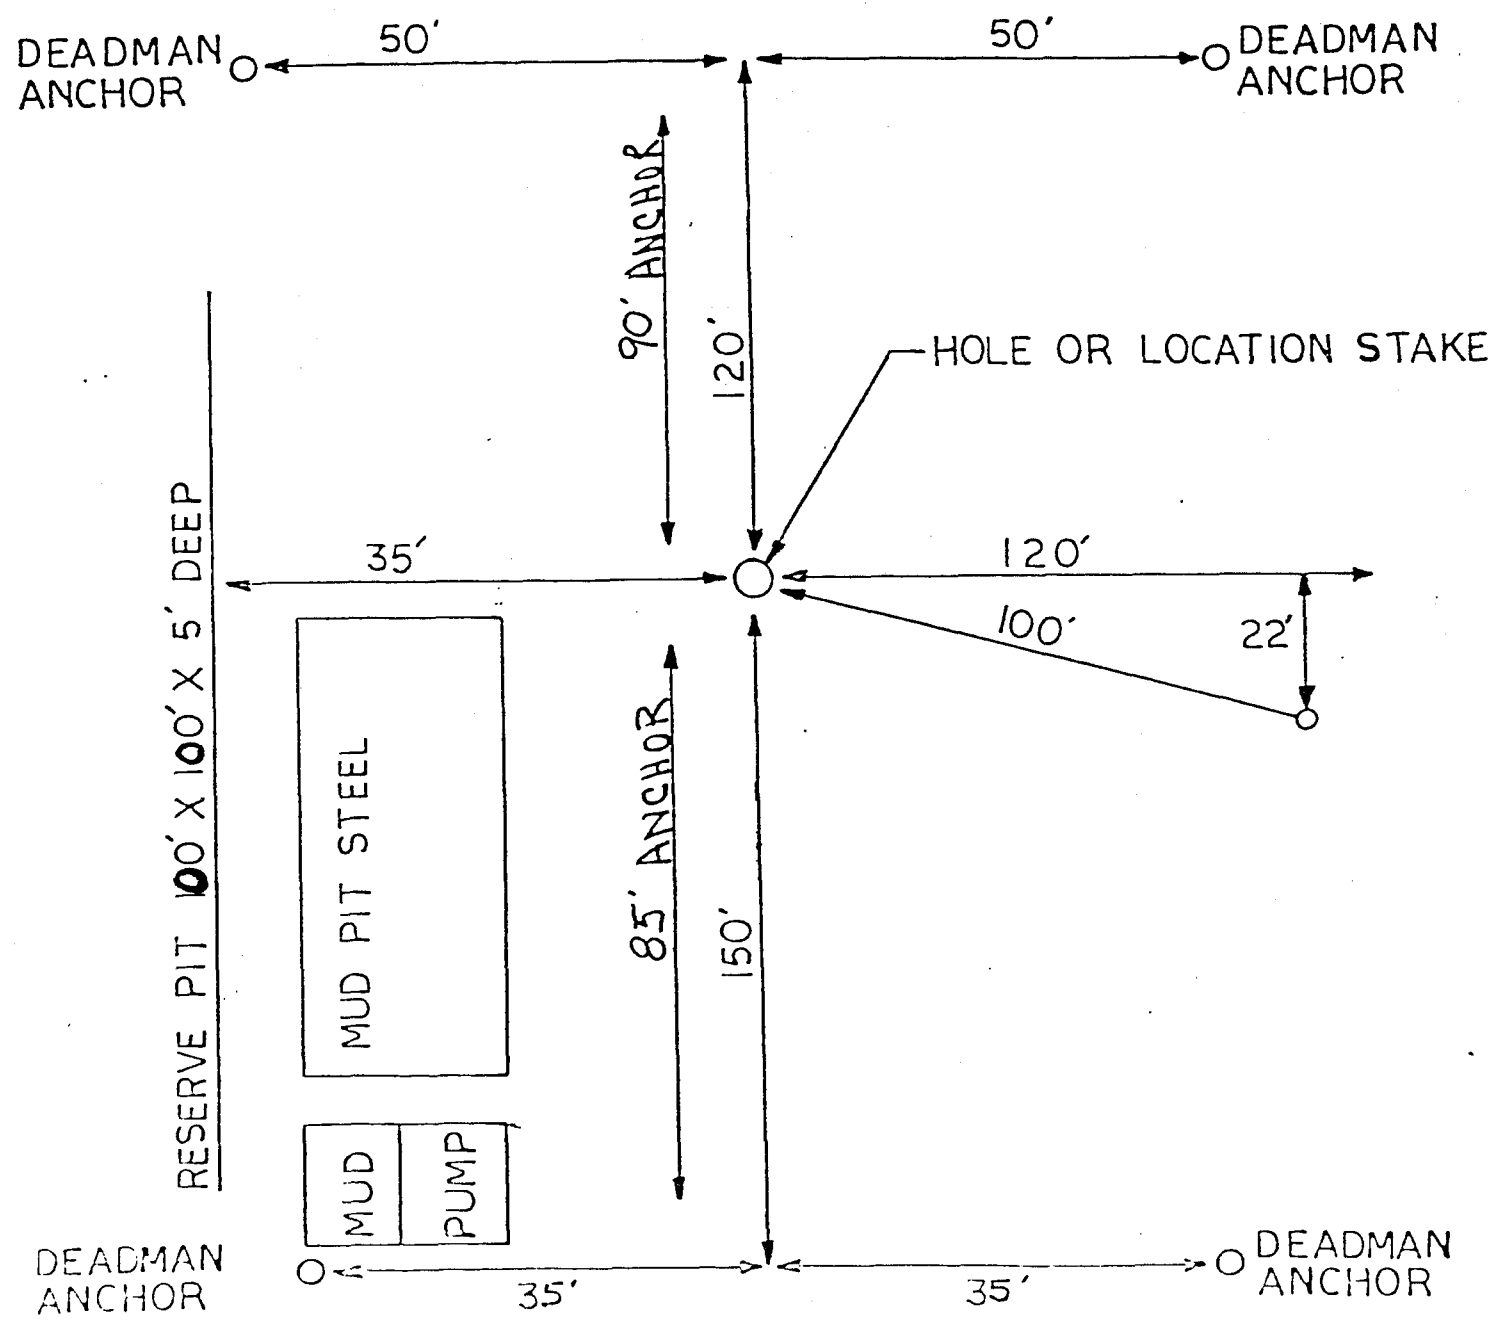 50′
50′
DEADMAN
ANCHOR
DEADMAN
ANCHOR
90′ ANCHOR
120′
HOLE OR LOCATION STAKE
35′
120′
100′
22′
RESERVE PIT 100′ X 100′ X 5′ DEEP
MUD PIT STEEL
85′ ANCHOR
150′
MUD
PUMP
DEADMAN
ANCHOR
35′
35′
DEADMAN
ANCHOR